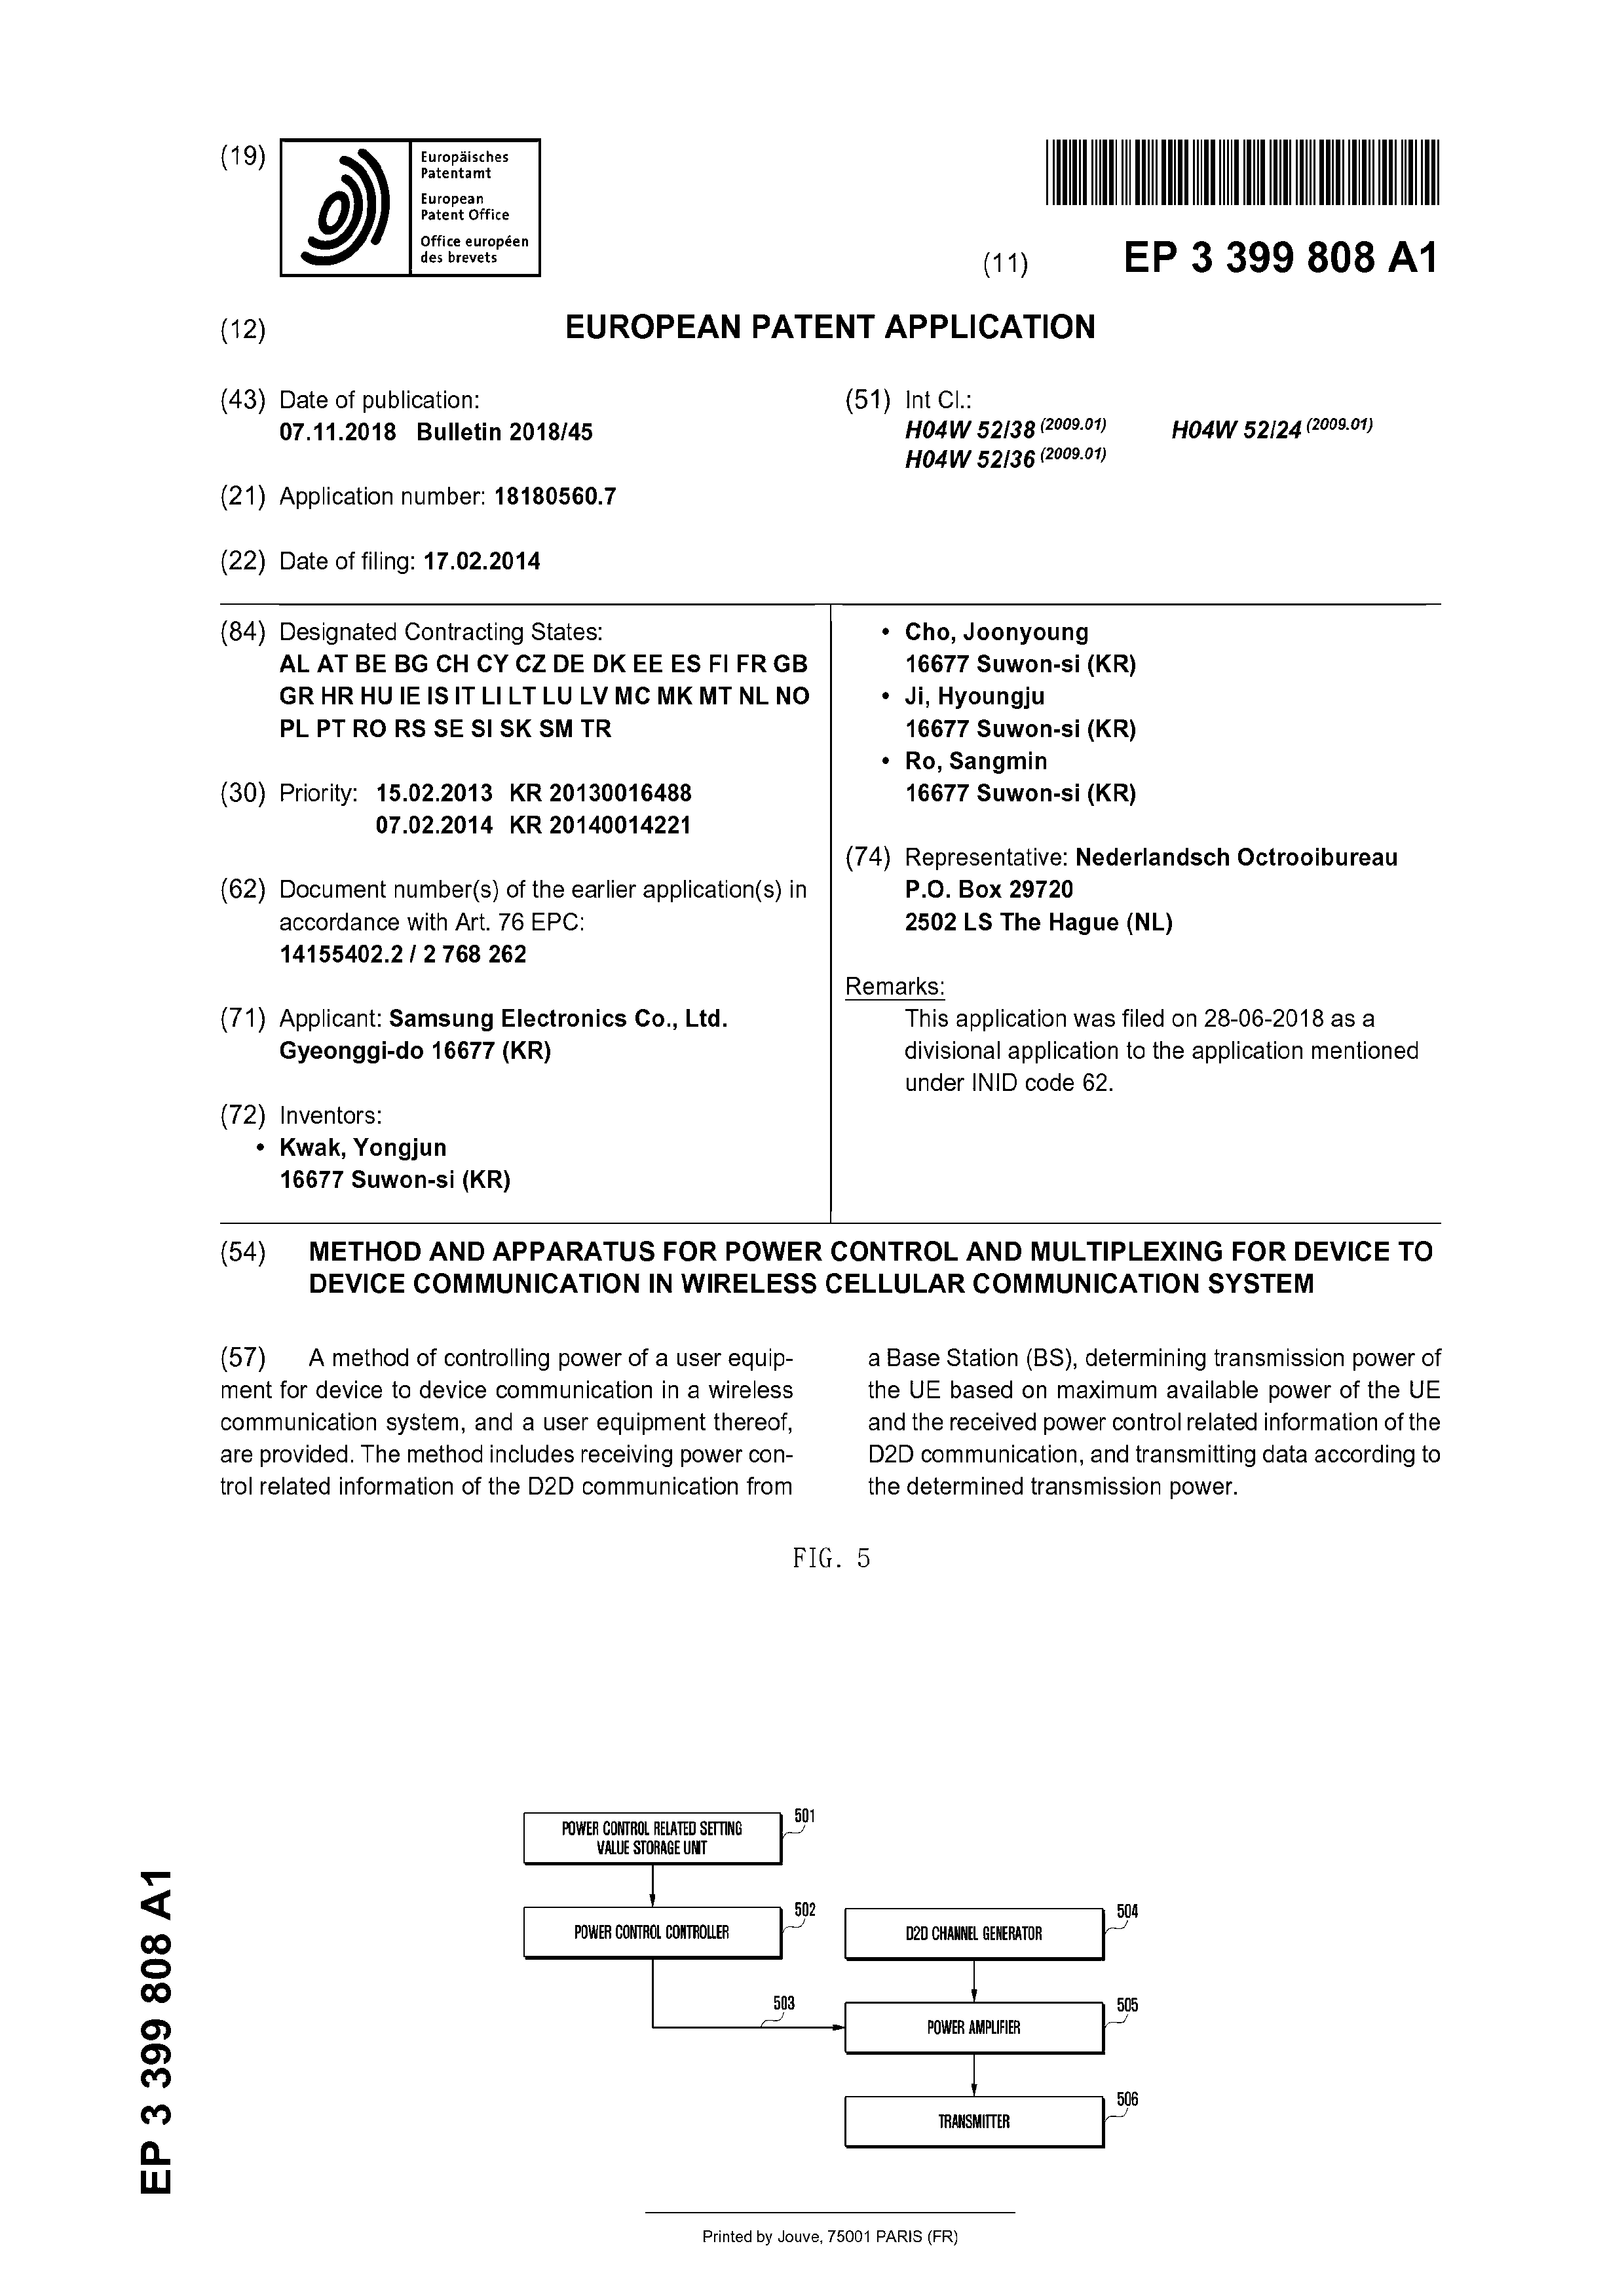 (19)
Europäisches
Patentamt
European
Patent Office
Office européen
des brevets
(11) EP 3 399 808 A1
(12) EUROPEAN PATENT APPLICATION
(43) Date of publication:
07.11.2018 Bulletin 2018/45
(21) Application number: 18180560.7
(22) Date of filing: 17.02.2014
(51) Int Cl.:
H04W 52/38 (2009.01) H04W 52/24 (2009.01)
H04W 52/36 (2009.01)
(84) Designated Contracting States:
AL AT BE BG CH CY CZ DE DK EE ES FI FR GB
GR HR HU IE IS IT LI LT LU LV MC MK MT NL NO
PL PT RO RS SE SI SK SM TR
(30) Priority: 15.02.2013 KR 20130016488
07.02.2014 KR 20140014221
(62) Document number(s) of the earlier application(s) in
accordance with Art. 76 EPC:
14155402.2 / 2 768 262
(71) Applicant: Samsung Electronics Co., Ltd.
Gyeonggi-do 16677 (KR)
(72) Inventors:
• Kwak, Yongjun
16677 Suwon-si (KR)
• Cho, Joonyoung
16677 Suwon-si (KR)
• Ji, Hyoungju
16677 Suwon-si (KR)
• Ro, Sangmin
16677 Suwon-si (KR)
(74) Representative: Nederlandsch Octrooibureau
P.O. Box 29720
2502 LS The Hague (NL)
Remarks:
This application was filed on 28-06-2018 as a
divisional application to the application mentioned
under INID code 62.
(54) METHOD AND APPARATUS FOR POWER CONTROL AND MULTIPLEXING FOR DEVICE TO
DEVICE COMMUNICATION IN WIRELESS CELLULAR COMMUNICATION SYSTEM
(57) A method of controlling power of a user equip-
ment for device to device communication in a wireless
communication system, and a user equipment thereof,
are provided. The method includes receiving power con-
trol related information of the D2D communication from
a Base Station (BS), determining transmission power of
the UE based on maximum available power of the UE
and the received power control related information of the
D2D communication, and transmitting data according to
the determined transmission power.
FIG. 5
POWER CONTROL RELATED SETTING
VALUE STORAGE UNIT
501
POWER CONTROL CONTROLLER
502
503
D2D CHANNEL GENERATOR
504
POWER AMPLIFIER
505
TRANSMITTER
506
EP 3 399 808 A1
Printed by Jouve, 75001 PARIS (FR)